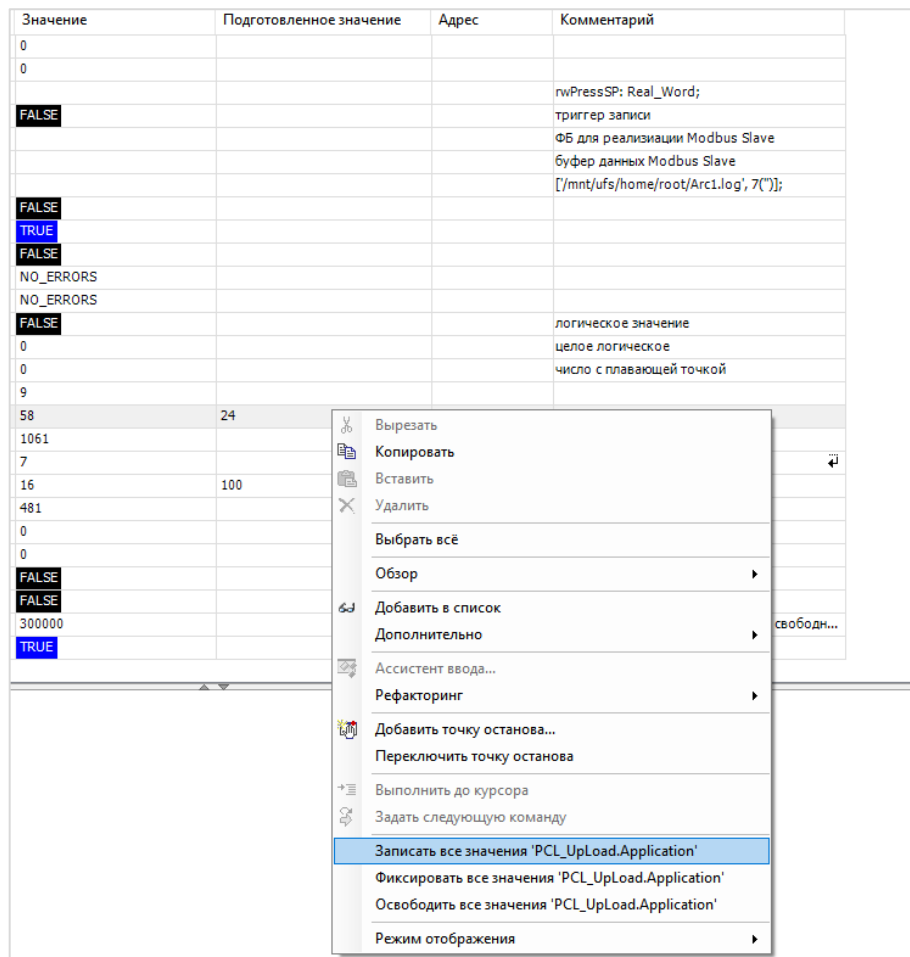 Значение Подготовленное значение Адрес Комментарий
0
0
rwPressSP: Real_Word;
FALSE триггер записи
ФБ для реализиации Modbus Slave
буфер данных Modbus Slave
['/mnt/ufs/home/root/Arc1.log', 7('')];
FALSE
TRUE
FALSE
NO_ERRORS
NO_ERRORS
FALSE логическое значение
0 целое логическое
0 число с плавающей точкой
9
58 24
1061
7
16 100
481
0
0
FALSE
FALSE
300000 свободн...
TRUE
Вырезать
Копировать
Вставить
Удалить
Выбрать всё
Обзор
Добавить в список
Дополнительно
Ассистент ввода...
Рефакторинг
Добавить точку останова...
Переключить точку останова
Выполнить до курсора
Задать следующую команду
Записать все значения 'PCL_UpLoad.Application'
Фиксировать все значения 'PCL_UpLoad.Application'
Освободить все значения 'PCL_UpLoad.Application'
Режим отображения